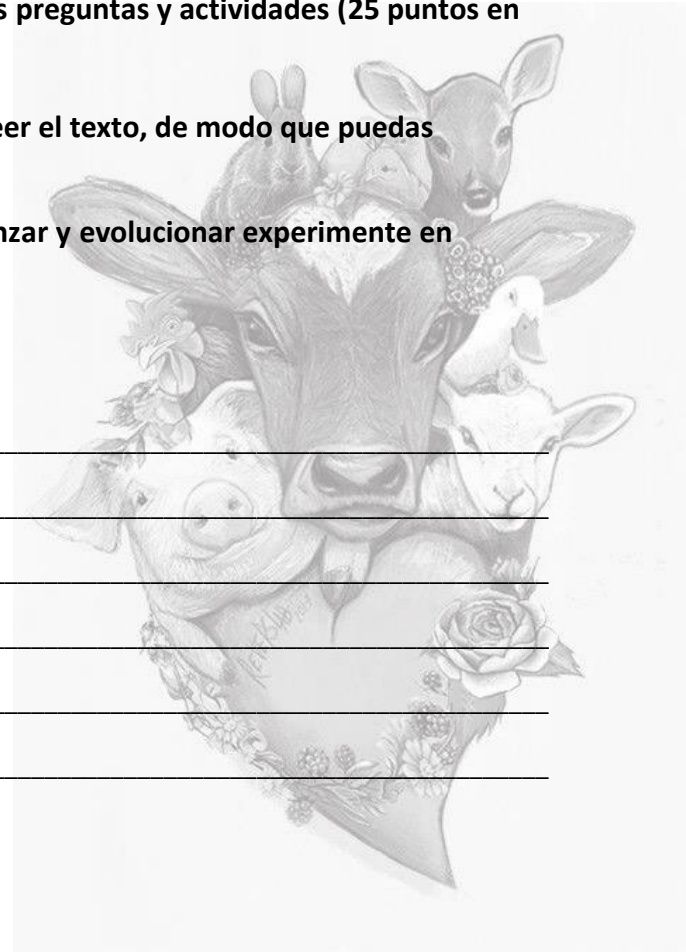 s preguntas y actividades (25 puntos en
eer el texto, de modo que puedas
nzar y evolucionar experimente en